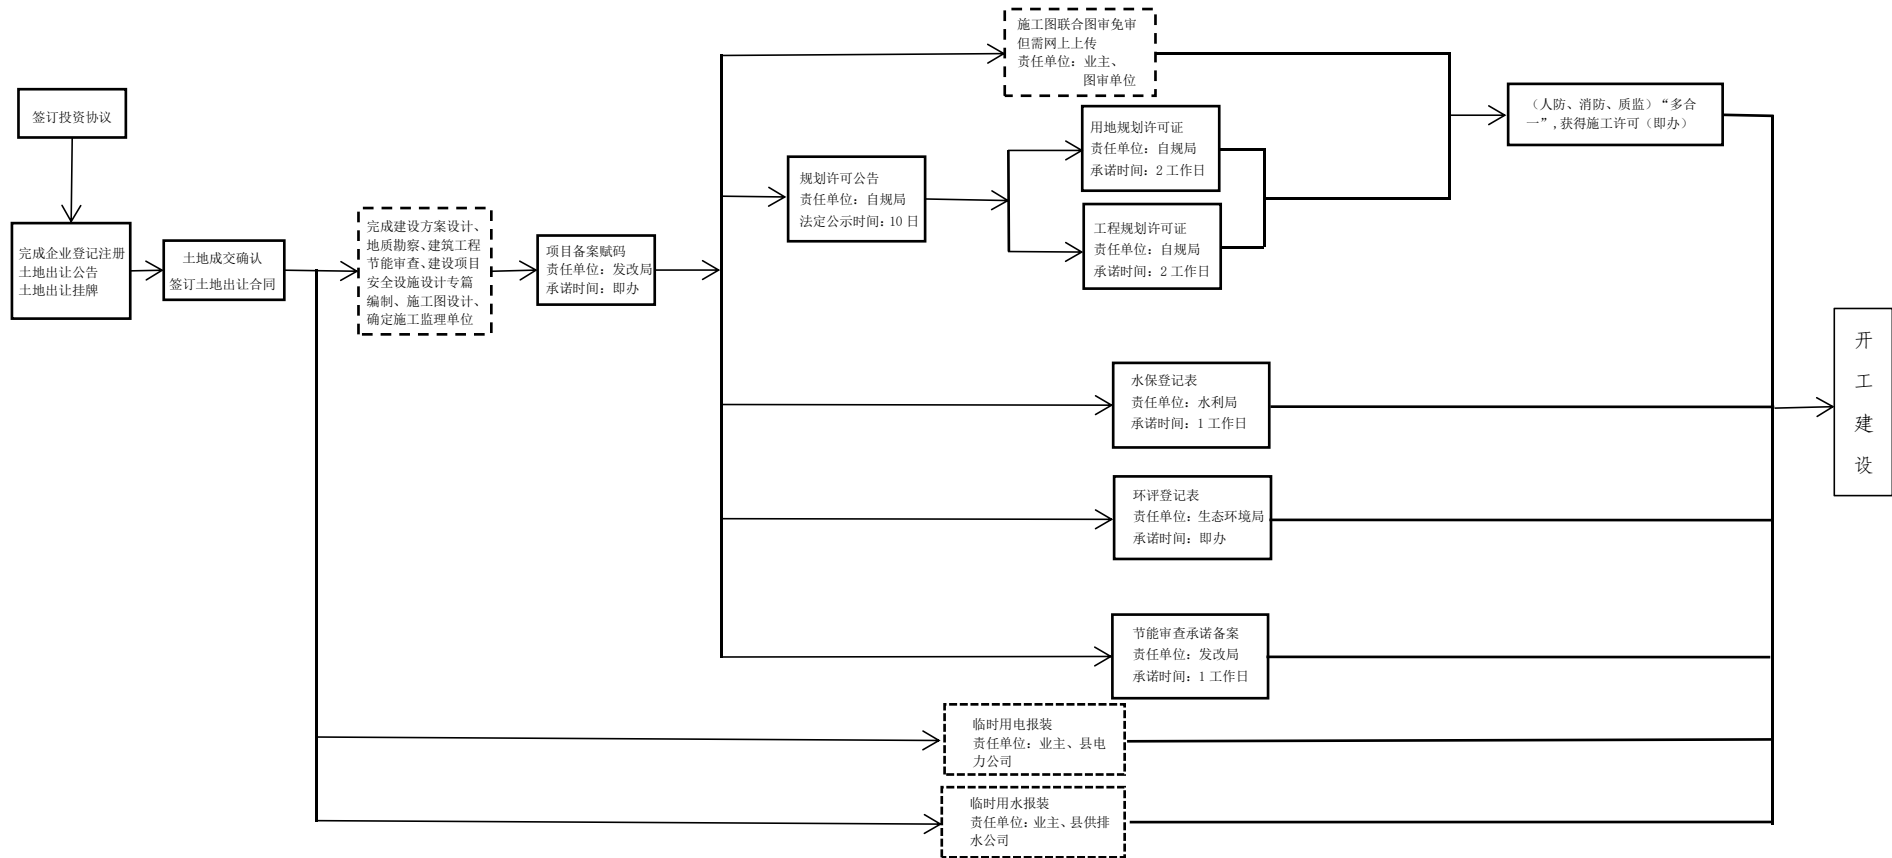 签订投资协议
完成企业登记注册
土地出让公告
土地出让挂牌
土地成交确认
签订土地出让合同
完成建设方案设计、
地质勘察、建筑工程
节能审查、建设项目
安全设施设计专篇
编制、施工图设计、
确定施工监理单位
项目备案赋码
责任单位：发改局
承诺时间：即办
施工图联合图审免审
但需网上上传
责任单位：业主、
图审单位
规划许可公告
责任单位：自规局
法定公示时间：10 日
用地规划许可证
责任单位：自规局
承诺时间：2 工作日
工程规划许可证
责任单位：自规局
承诺时间：2 工作日
（人防、消防、质监）“多合
一”,获得施工许可（即办）
水保登记表
责任单位：水利局
承诺时间：1 工作日
环评登记表
责任单位：生态环境局
承诺时间：即办
节能审查承诺备案
责任单位：发改局
承诺时间：1 工作日
临时用电报装
责任单位：业主、县电
力公司
临时用水报装
责任单位：业主、县供排
水公司
开
工
建
设